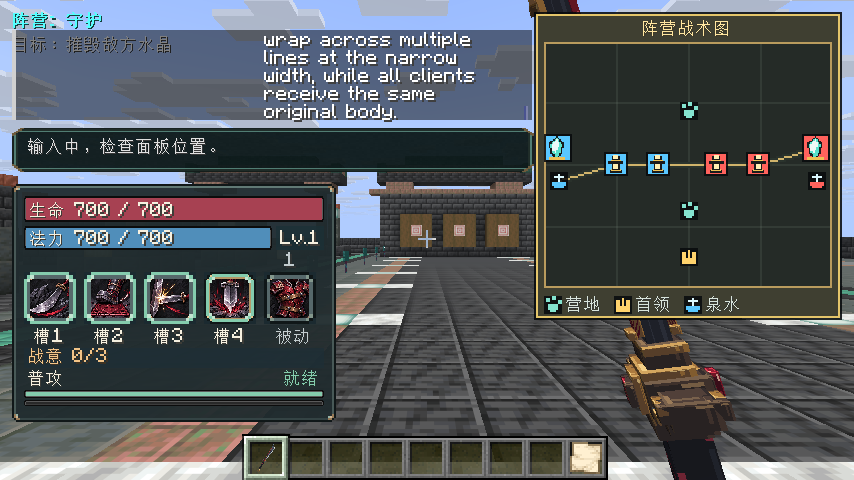 阵营：守护
目标：摧毁敌方水晶
wrap across multiple
lines at the narrow
width, while all clients
receive the same
original body.
输入中，检查面板位置。
生命 700 / 700
法力 700 / 700
Lv.1
1
槽1 槽2 槽3 槽4 被动
战意 0/3
普攻 就绪
阵营战术图
营地 首领 泉水